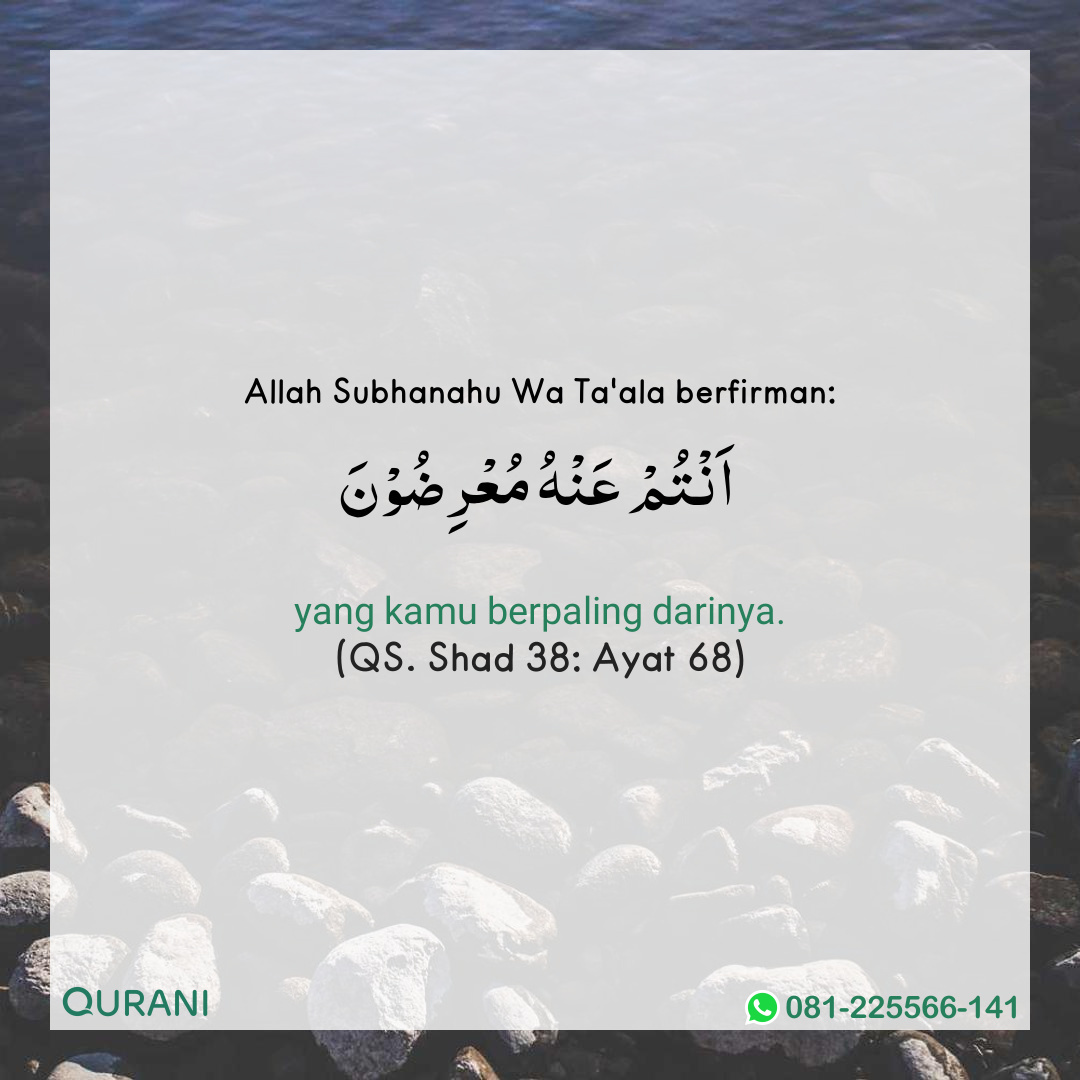 Allah Subhanahu Wa Ta'ala berfirman:
اَنْتُمْ عَنْهُ مُعْرِضُوْنَ
yang kamu berpaling darinya.
(QS. Shad 38: Ayat 68)
QURANI
081-225566-141